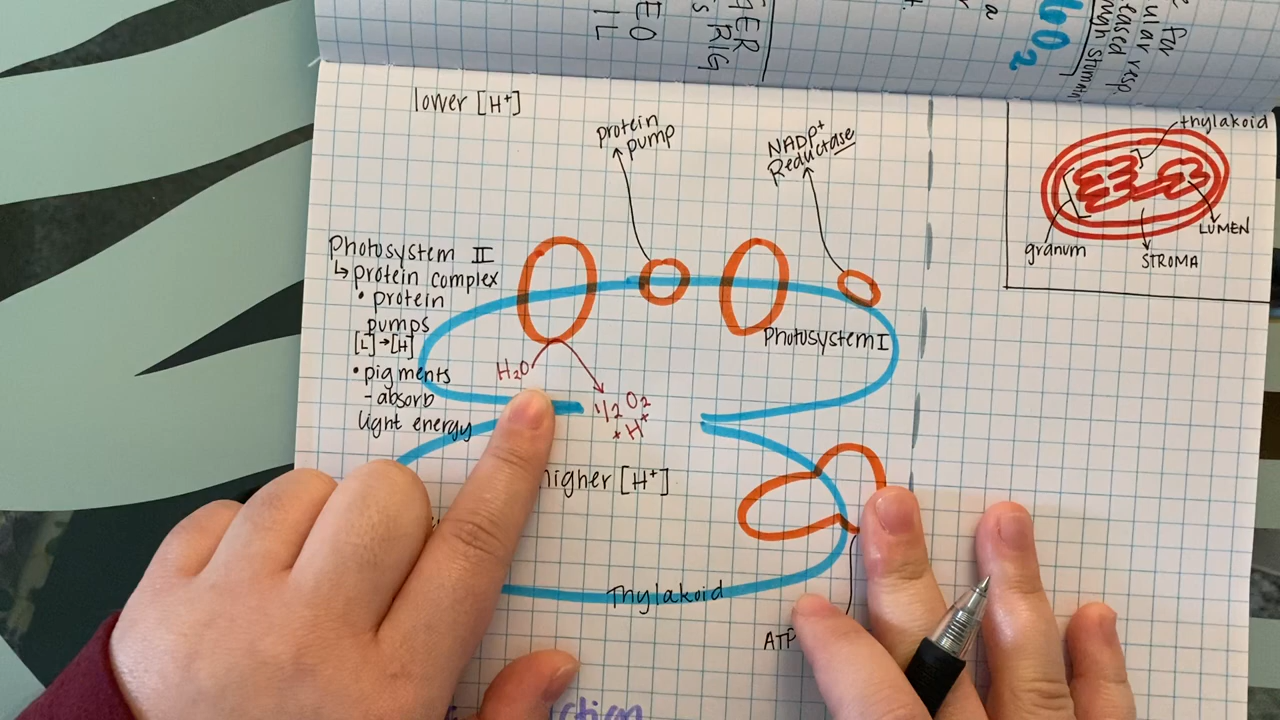 lower [H⁺]
protein
pump
NADP⁺
Reductase
Photosystem II
↳ protein complex
• protein
pumps
[L]→[H]
• pigments
- absorb
light energy
H₂O
1/2 O₂
+ H⁺
Photosystem I
higher [H⁺]
Thylakoid
ATP
thylakoid
granum
LUMEN
STROMA